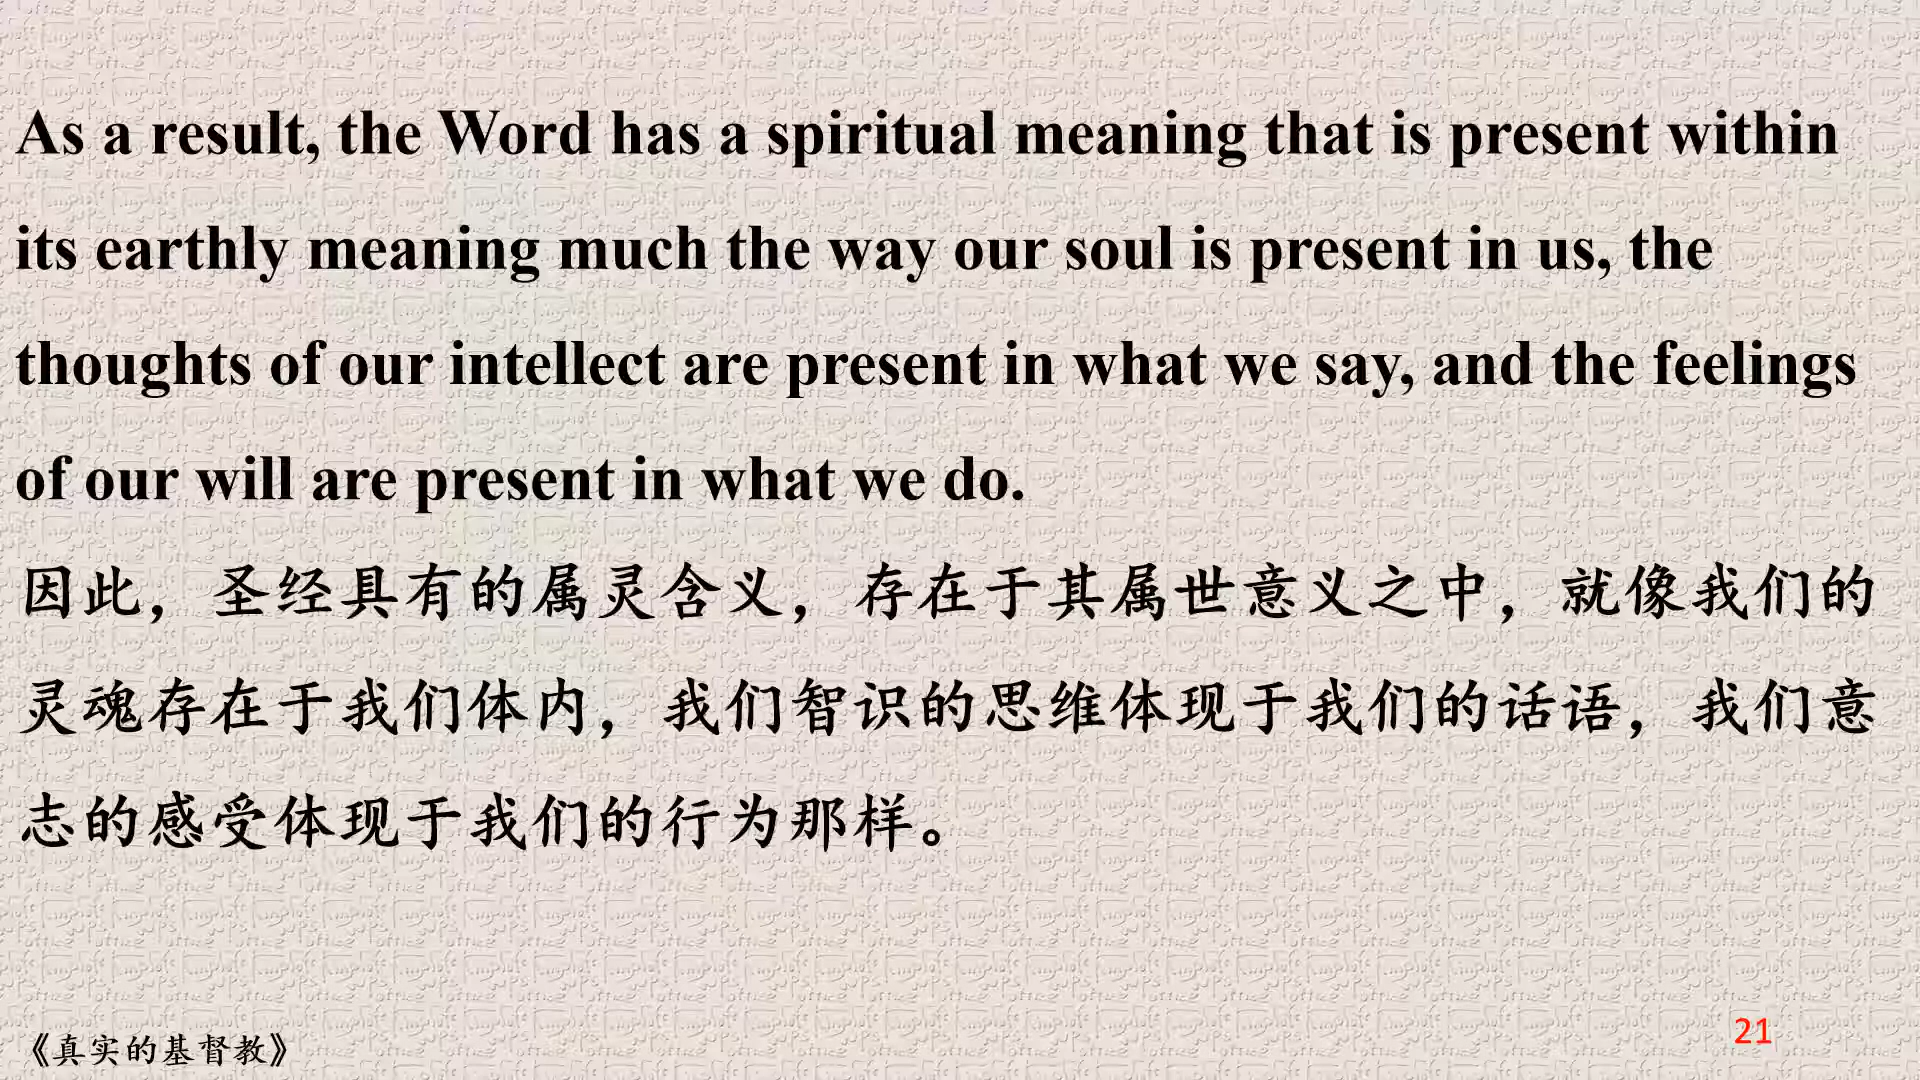 As a result, the Word has a spiritual meaning that is present within
its earthly meaning much the way our soul is present in us, the
thoughts of our intellect are present in what we say, and the feelings
of our will are present in what we do.
因此，圣经具有的属灵含义，存在于其属世意义之中，就像我们的
灵魂存在于我们体内，我们智识的思维体现于我们的话语，我们意
志的感受体现于我们的行为那样。
《真实的基督教》
21